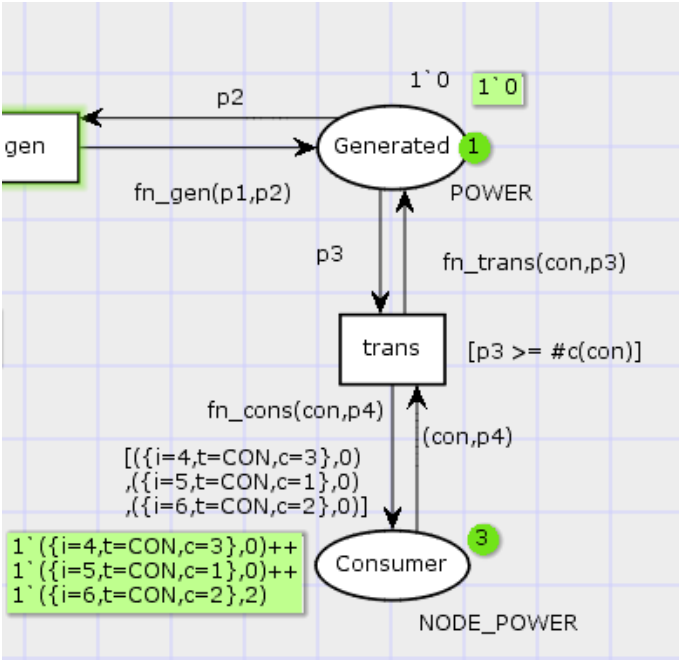 1`0
1`0
p2
gen
Generated
1
fn_gen(p1,p2)
POWER
p3
fn_trans(con,p3)
trans
[p3 >= #c(con)]
fn_cons(con,p4)
(con,p4)
[({i=4,t=CON,c=3},0)
,({i=5,t=CON,c=1},0)
,({i=6,t=CON,c=2},0)]
3
1`({i=4,t=CON,c=3},0)++
1`({i=5,t=CON,c=1},0)++
1`({i=6,t=CON,c=2},2)
Consumer
NODE_POWER